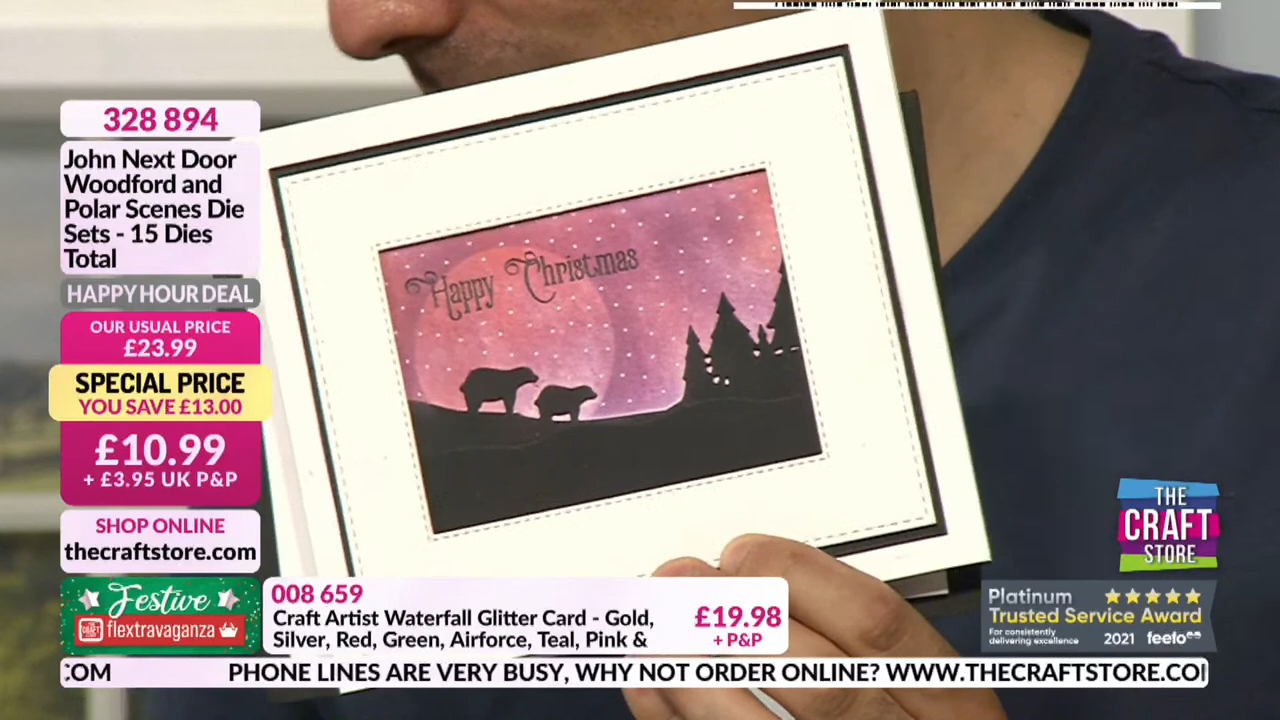 328 894
John Next Door
Woodford and
Polar Scenes Die
Sets - 15 Dies
Total
HAPPY HOUR DEAL
OUR USUAL PRICE
£23.99
SPECIAL PRICE
YOU SAVE £13.00
£10.99
+ £3.95 UK P&P
SHOP ONLINE
thecraftstore.com
Festive
THE CRAFT STORE
flextravaganza
Happy Christmas
008 659
Craft Artist Waterfall Glitter Card - Gold,
Silver, Red, Green, Airforce, Teal, Pink &
£19.98
+ P&P
THE
CRAFT
STORE
Platinum
Trusted Service Award
For consistently
delivering excellence
2021 feefo
:COM PHONE LINES ARE VERY BUSY, WHY NOT ORDER ONLINE? WWW.THECRAFTSTORE.COI